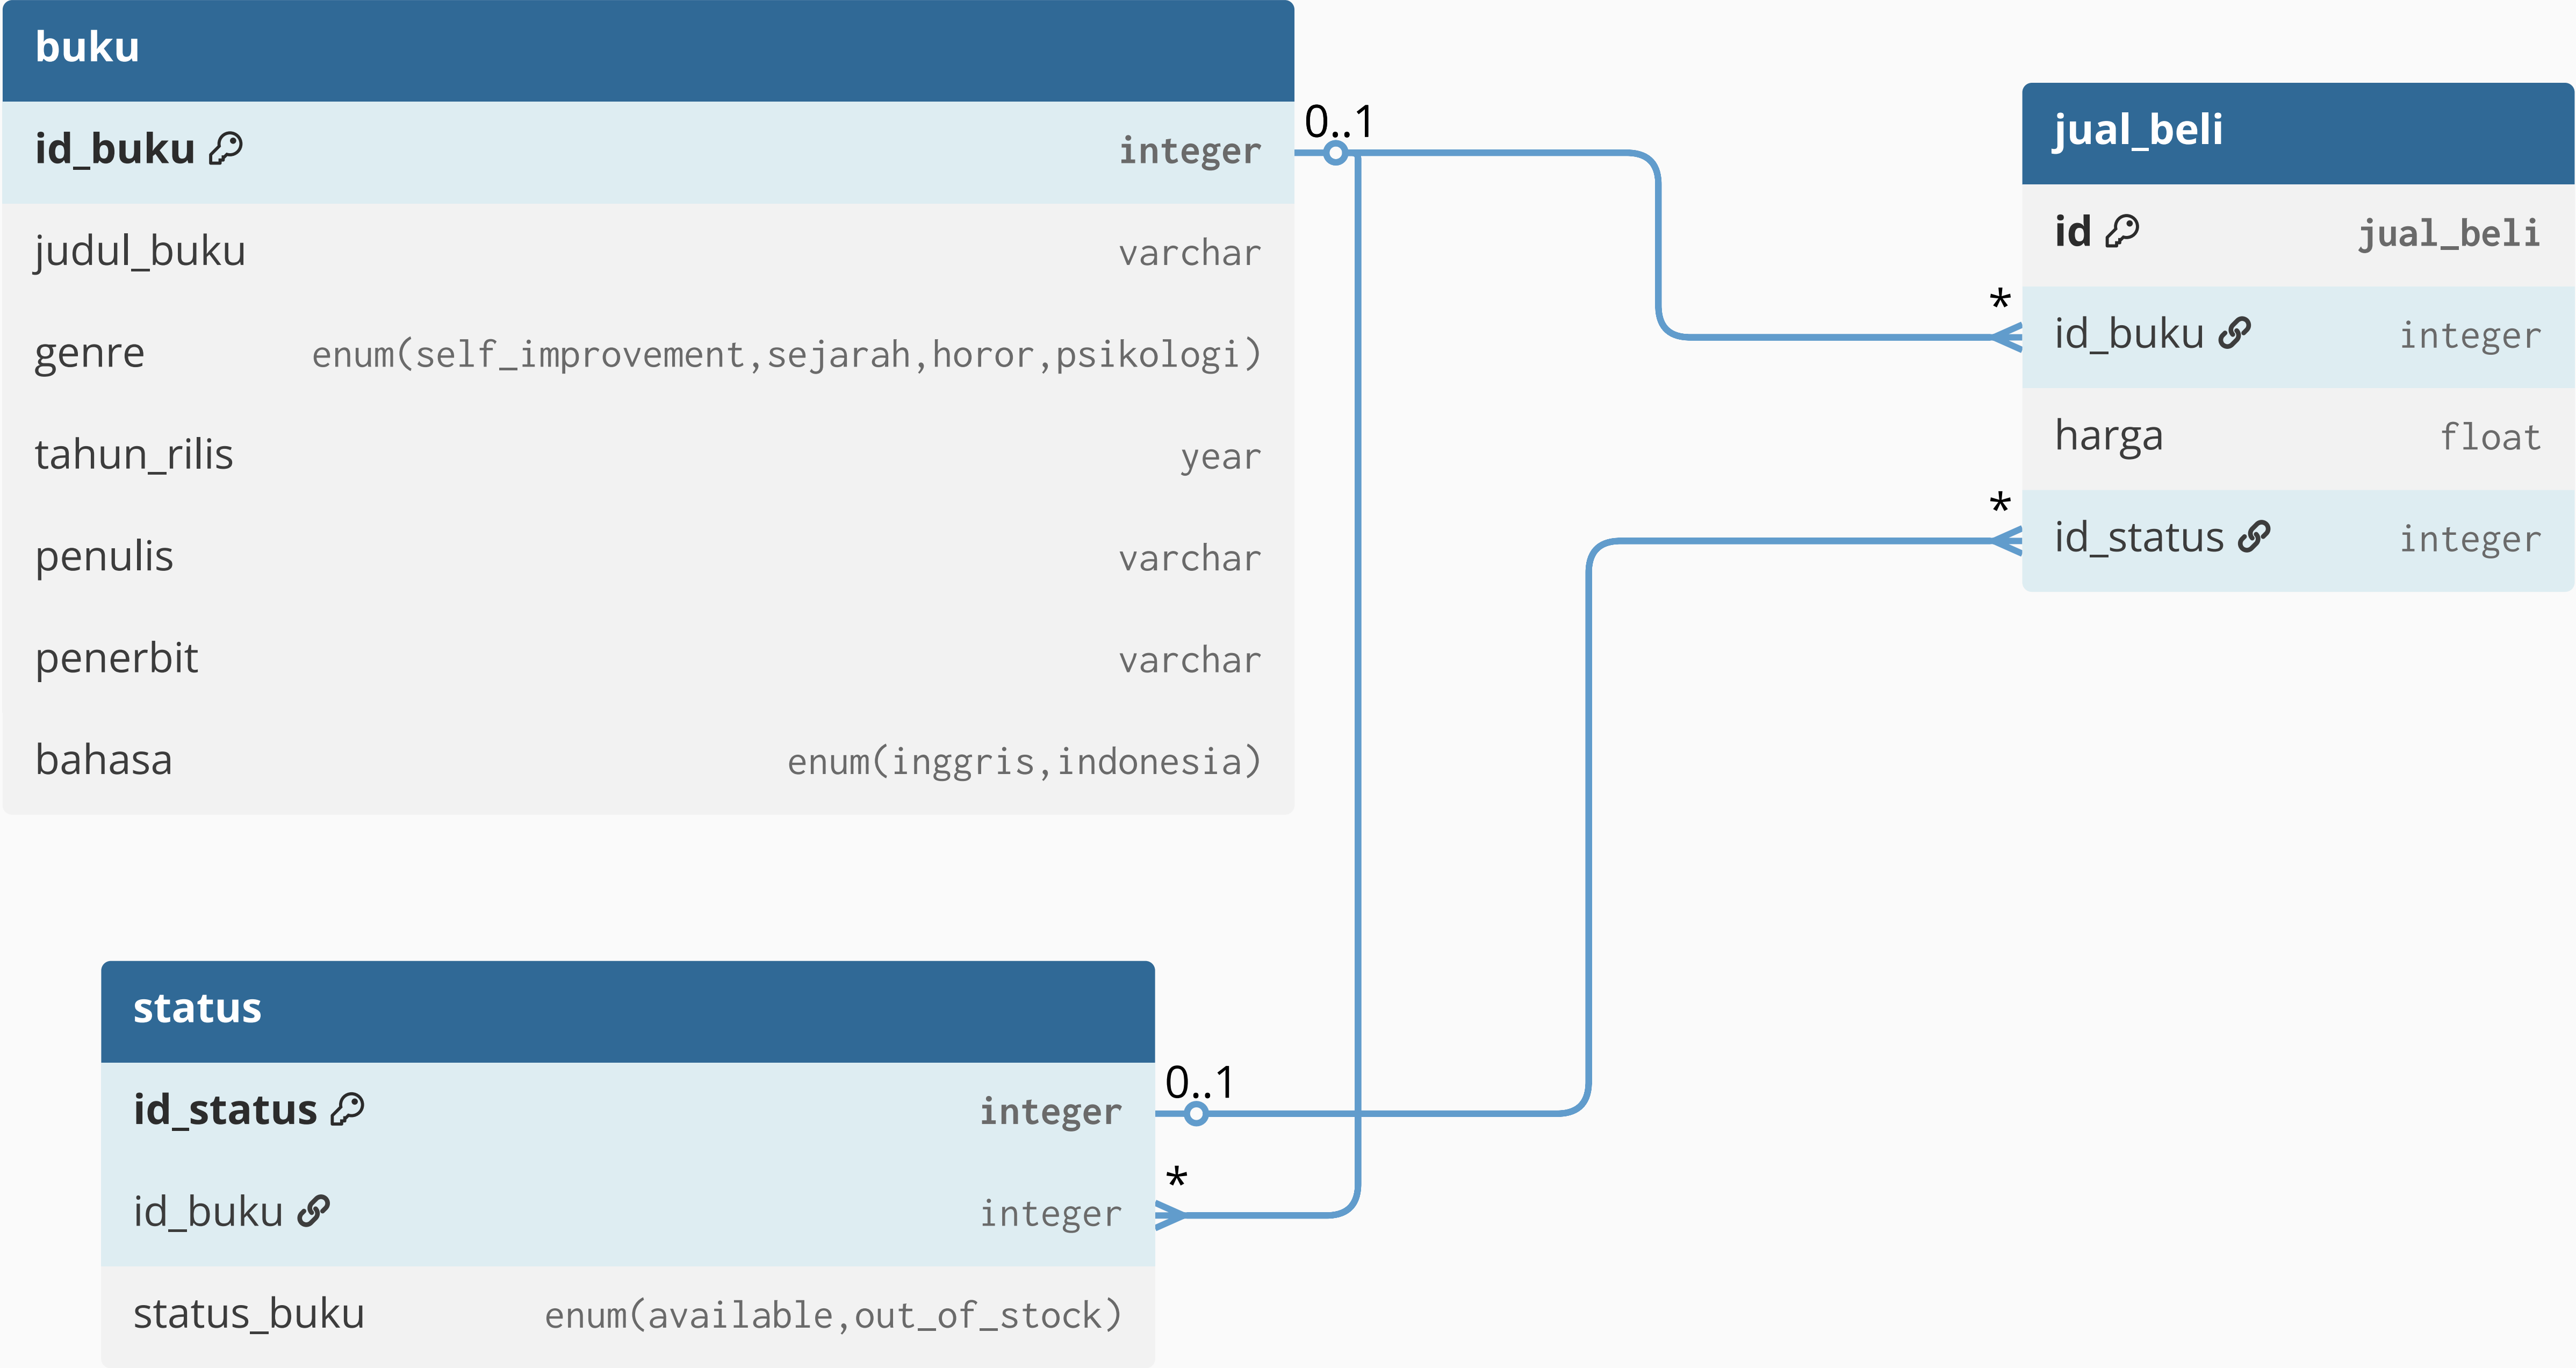 buku
id_buku integer
judul_buku varchar
genre enum(self_improvement,sejarah,horor,psikologi)
tahun_rilis year
penulis varchar
penerbit varchar
bahasa enum(inggris,indonesia)
0..1
jual_beli
id jual_beli
*
id_buku integer
harga float
*
id_status integer
status
0..1
id_status integer
*
id_buku integer
status_buku enum(available,out_of_stock)